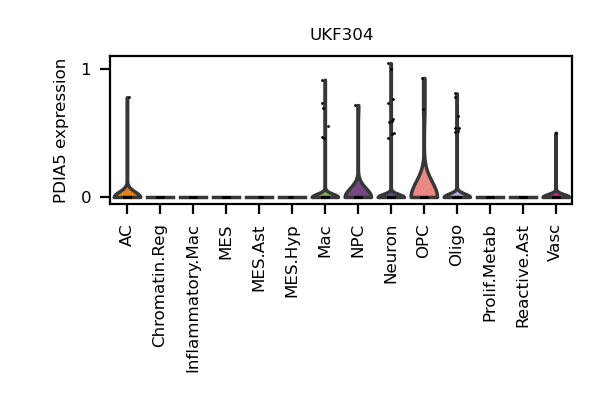 UKF304
PDIA5 expression
1
0
AC
Chromatin.Reg
Inflammatory.Mac
MES
MES.Ast
MES.Hyp
Mac
NPC
Neuron
OPC
Oligo
Prolif.Metab
Reactive.Ast
Vasc